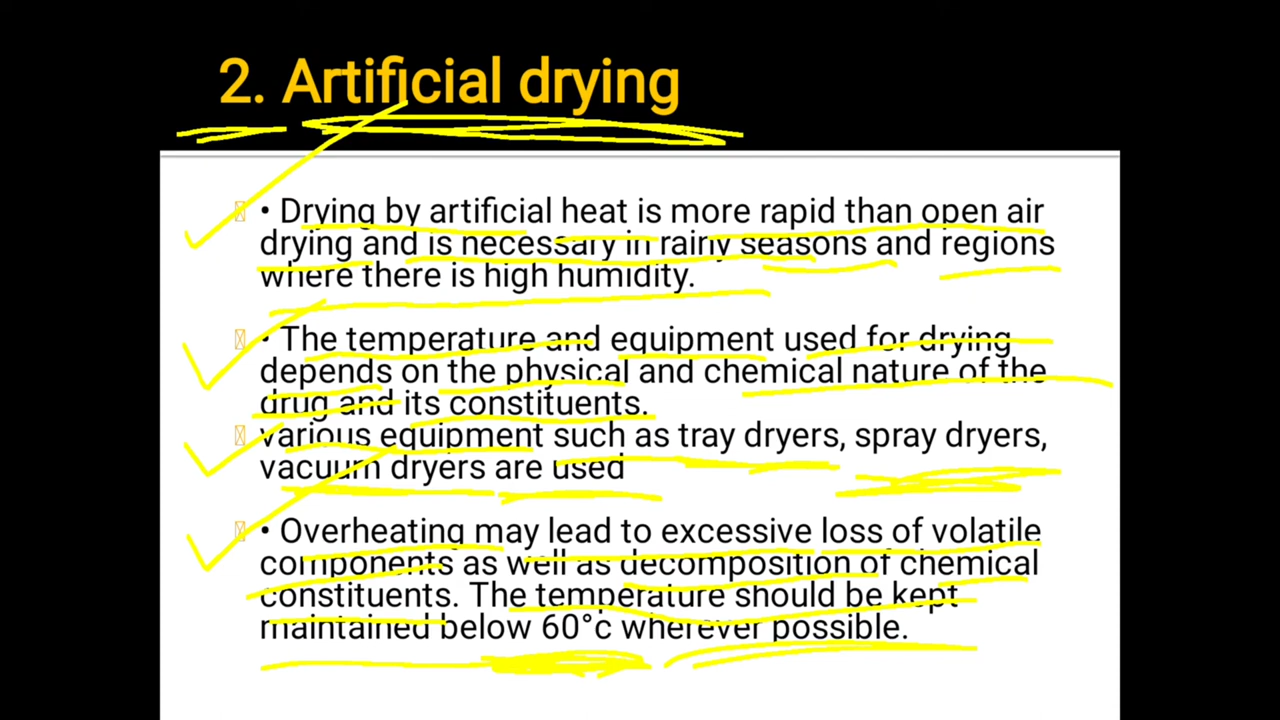 2. Artificial drying
• Drying by artificial heat is more rapid than open air
drying and is necessary in rainy seasons and regions
where there is high humidity.
• The temperature and equipment used for drying
depends on the physical and chemical nature of the
drug and its constituents.
various equipment such as tray dryers, spray dryers,
vacuum dryers are used
• Overheating may lead to excessive loss of volatile
components as well as decomposition of chemical
constituents. The temperature should be kept
maintained below 60°c wherever possible.